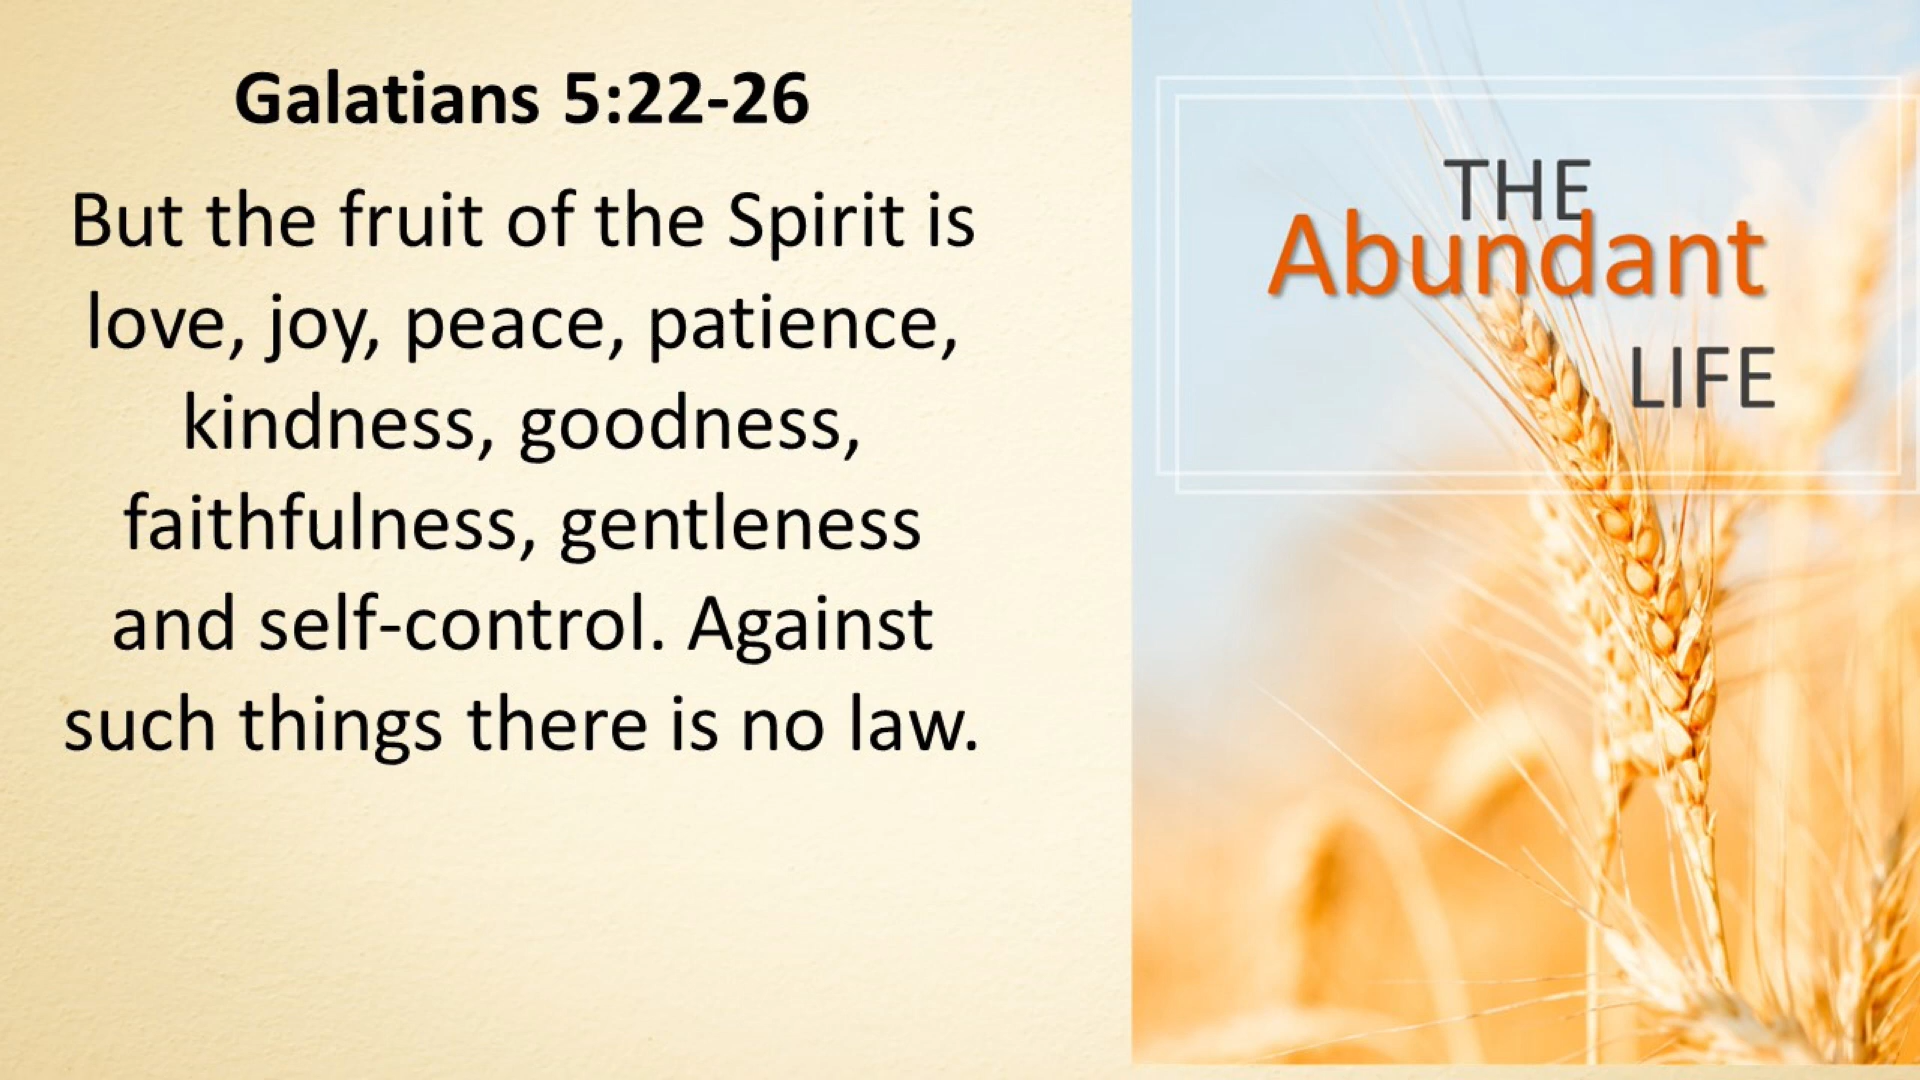 Galatians 5:22-26
But the fruit of the Spirit is
love, joy, peace, patience,
kindness, goodness,
faithfulness, gentleness
and self-control. Against
such things there is no law.
THE
Abundant
LIFE